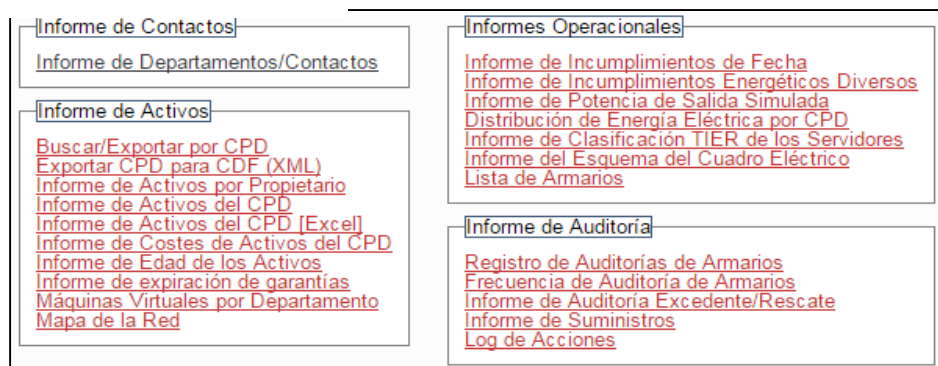 Informe de Contactos
Informe de Departamentos/Contactos
Informe de Activos
Buscar/Exportar por CPD
Exportar CPD para CDF (XML)
Informe de Activos por Propietario
Informe de Activos del CPD
Informe de Activos del CPD [Excel]
Informe de Costes de Activos del CPD
Informe de Edad de los Activos
Informe de expiración de garantías
Máquinas Virtuales por Departamento
Mapa de la Red
Informes Operacionales
Informe de Incumplimientos de Fecha
Informe de Incumplimientos Energéticos Diversos
Informe de Potencia de Salida Simulada
Distribución de Energía Eléctrica por CPD
Informe de Clasificación TIER de los Servidores
Informe del Esquema del Cuadro Eléctrico
Lista de Armarios
Informe de Auditoría
Registro de Auditorías de Armarios
Frecuencia de Auditoría de Armarios
Informe de Auditoría Excedente/Rescate
Informe de Suministros
Log de Acciones